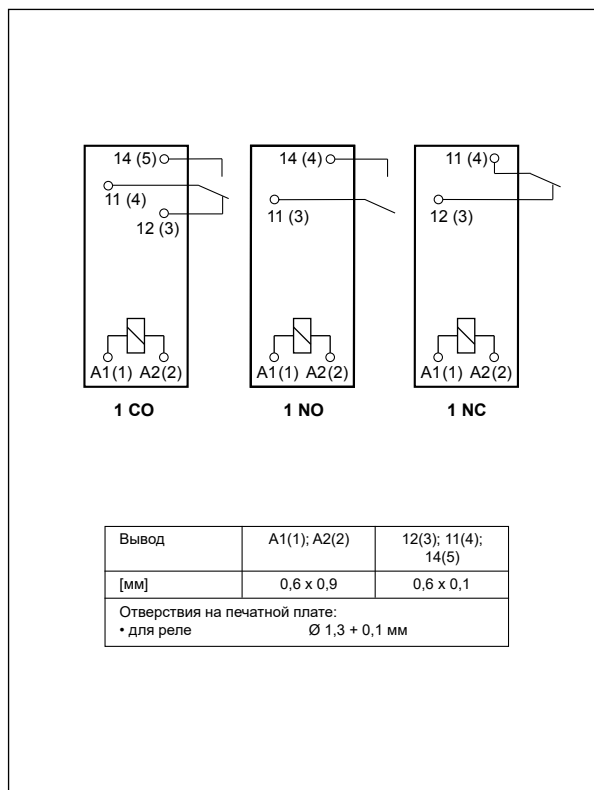 14 (5)
11 (4)
12 (3)
A1(1) A2(2)
1 CO
14 (4)
11 (3)
A1(1) A2(2)
1 NO
11 (4)
12 (3)
A1(1) A2(2)
1 NC
Вывод
A1(1); A2(2)
12(3); 11(4);
14(5)
[мм]
0,6 x 0,9
0,6 x 0,1
Отверстия на печатной плате:
• для реле Ø 1,3 + 0,1 мм